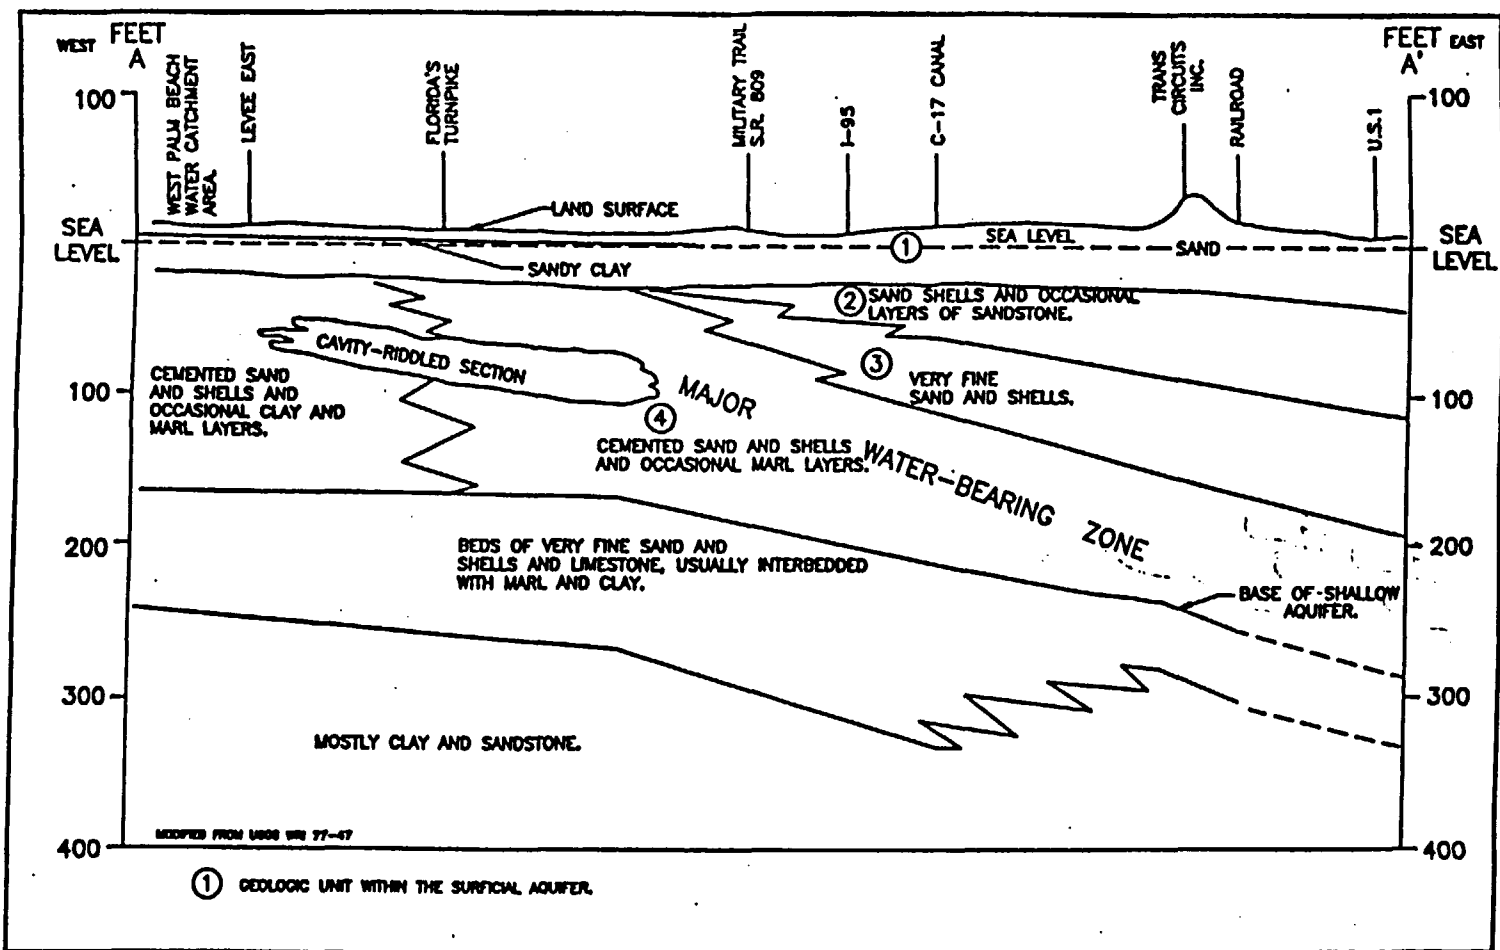 WEST
FEET
A
FEET EAST
A'
WEST PALM BEACH
WATER CATCHMENT
AREA.
LEVEE EAST
FLORIDA'S
TURNPIKE
MILITARY TRAIL
S.R. 809
I-95
C-17 CANAL
TRANS
CIRCUITS
INC.
RAILROAD
U.S.1
100
100
LAND SURFACE
SEA
LEVEL
SEA LEVEL
SEA
LEVEL
1
SAND
SANDY CLAY
2
SAND SHELLS AND OCCASIONAL
LAYERS OF SANDSTONE.
CAVITY-RIDDLED SECTION
3
VERY FINE
SAND AND SHELLS.
CEMENTED SAND
AND SHELLS AND
OCCASIONAL CLAY AND
MARL LAYERS.
100
100
MAJOR
WATER-BEARING
ZONE
4
CEMENTED SAND AND SHELLS
AND OCCASIONAL MARL LAYERS.
200
200
BEDS OF VERY FINE SAND AND
SHELLS AND LIMESTONE, USUALLY INTERBEDDED
WITH MARL AND CLAY.
BASE OF SHALLOW
AQUIFER.
300
300
MOSTLY CLAY AND SANDSTONE.
MODIFIED FROM USGS WRI 77-47
400
400
1 GEOLOGIC UNIT WITHIN THE SURFICIAL AQUIFER.